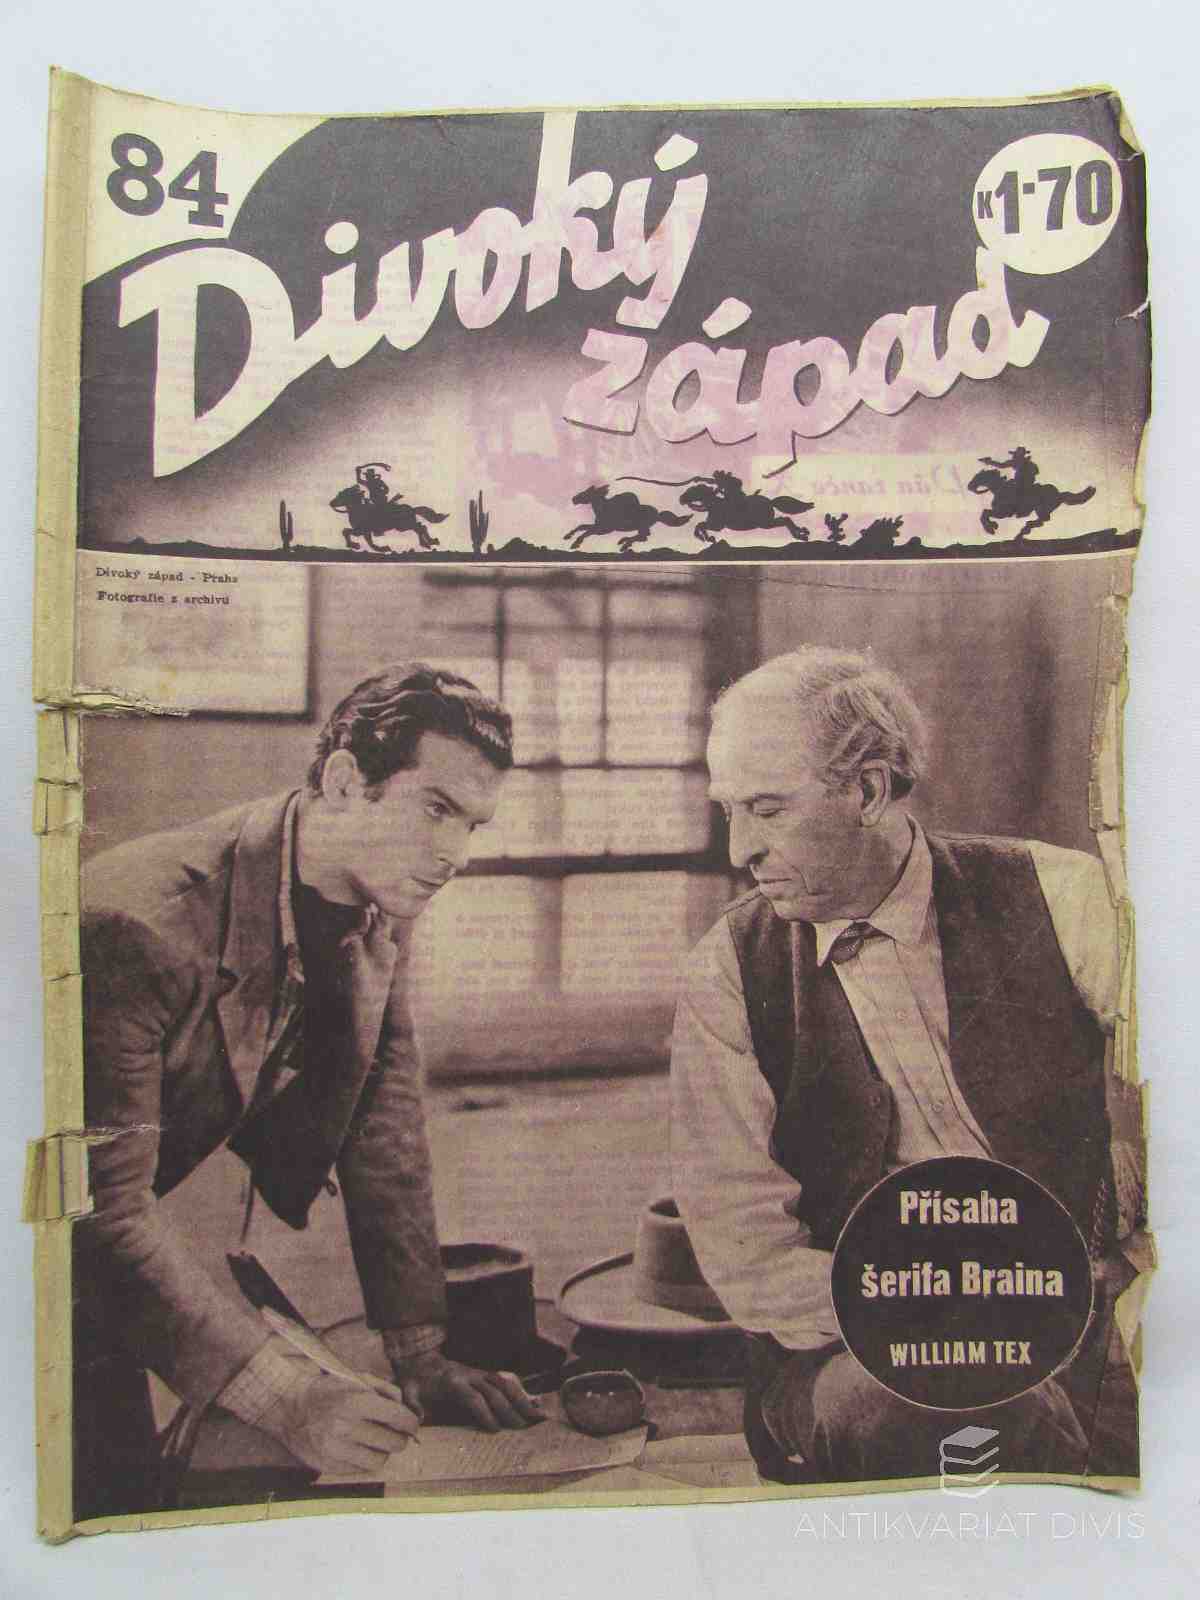 84
Divoký
západ
K 1·70
Divoký západ - Praha
Fotografie z archivu
Přísaha
šerifa Braina
WILLIAM TEX
ANTIKVARIAT DIVIS